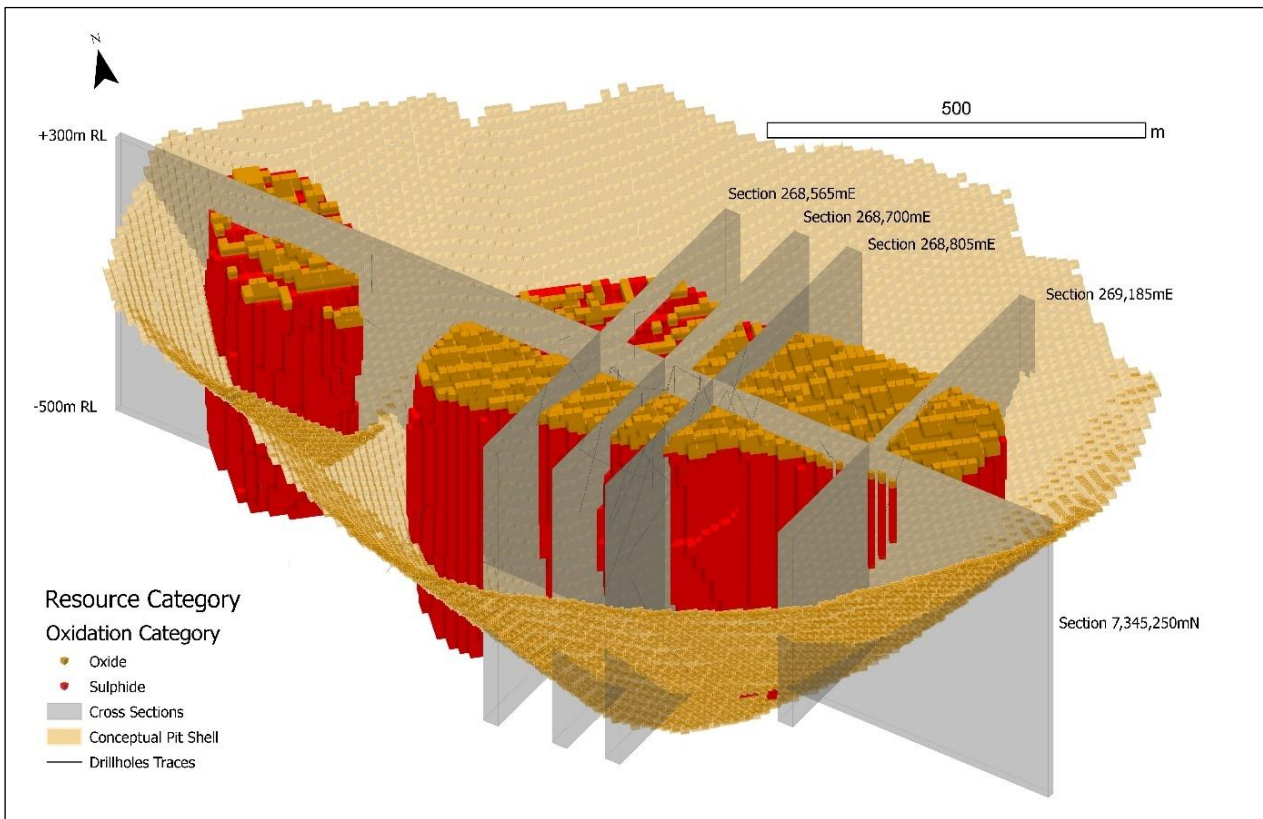 N
500
m
+300m RL
Section 268,565mE
Section 268,700mE
Section 268,805mE
Section 269,185mE
-500m RL
Section 7,345,250mN
Resource Category
Oxidation Category
Oxide
Sulphide
Cross Sections
Conceptual Pit Shell
Drillholes Traces